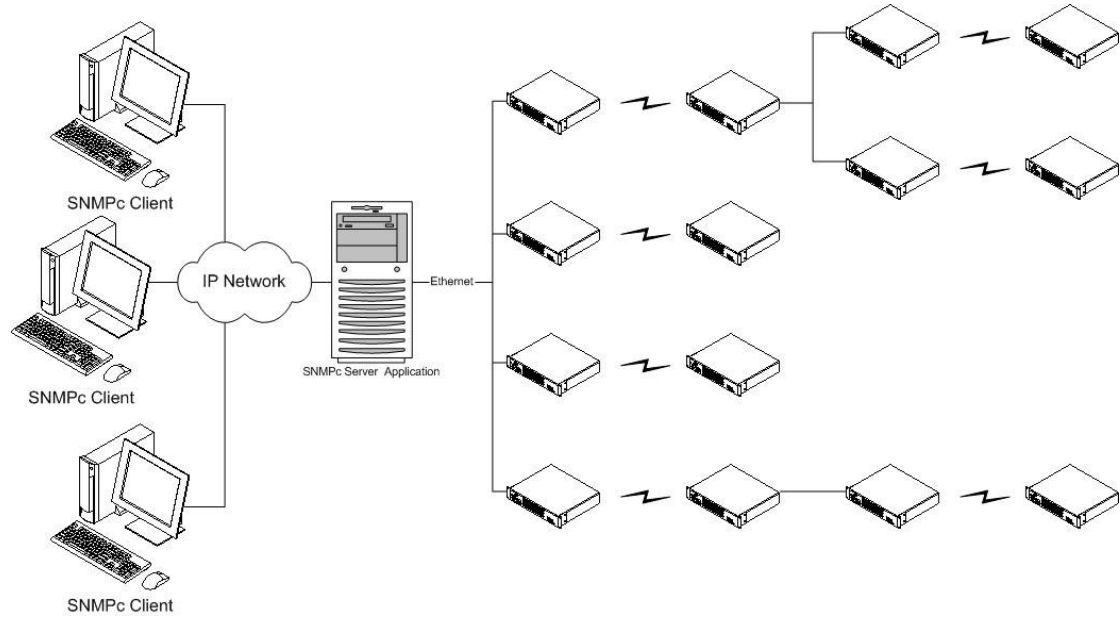 SNMPc Client
IP Network
Ethernet
SNMPc Server Application
SNMPc Client
SNMPc Client